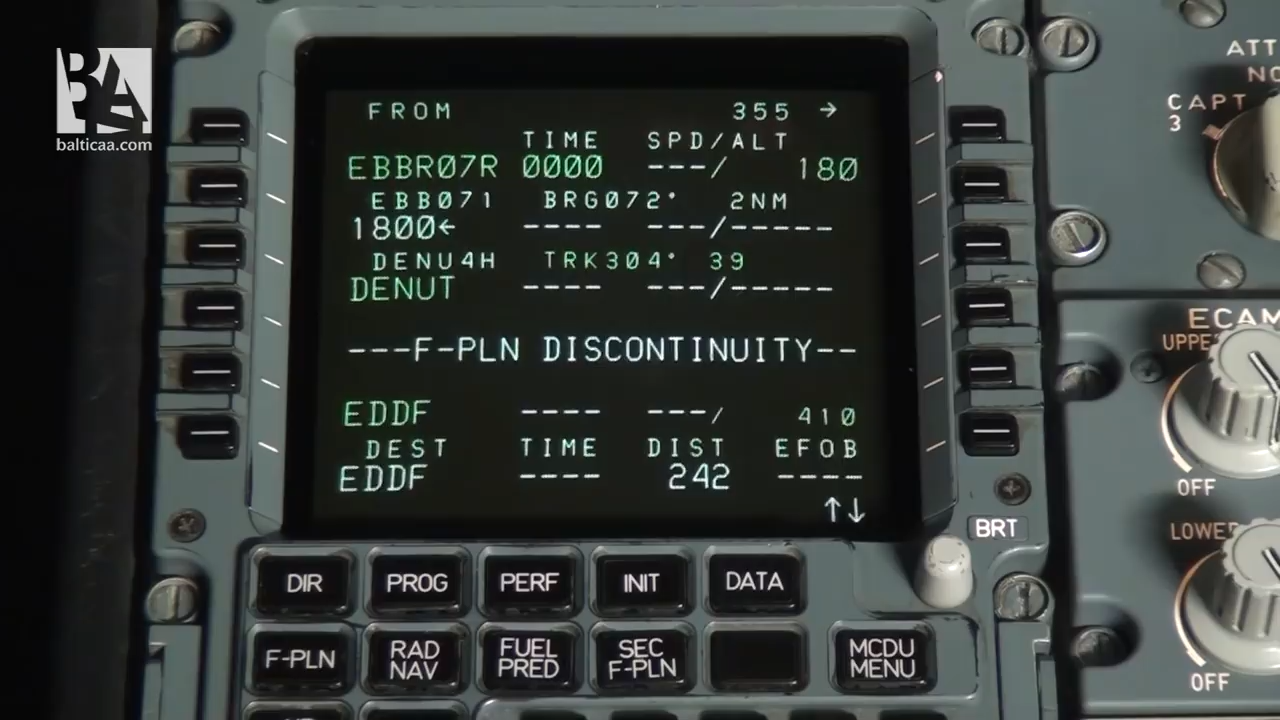 BAA
balticaa.com
FROM 355 →
TIME SPD/ALT
EBBR07R 0000 ---/ 180
EBB071 BRG072° 2NM
1800← ---- ---/-----
DENU4H TRK304° 39
DENUT ---- ---/-----
---F-PLN DISCONTINUITY--
EDDF ---- ---/ 410
DEST TIME DIST EFOB
EDDF ---- 242 ----
↑↓
BRT
DIR PROG PERF INIT DATA
F-PLN RAD NAV FUEL PRED SEC F-PLN MCDU MENU
ATT
NO
CAPT
3
ECAM
UPPE
OFF
LOWER
OFF